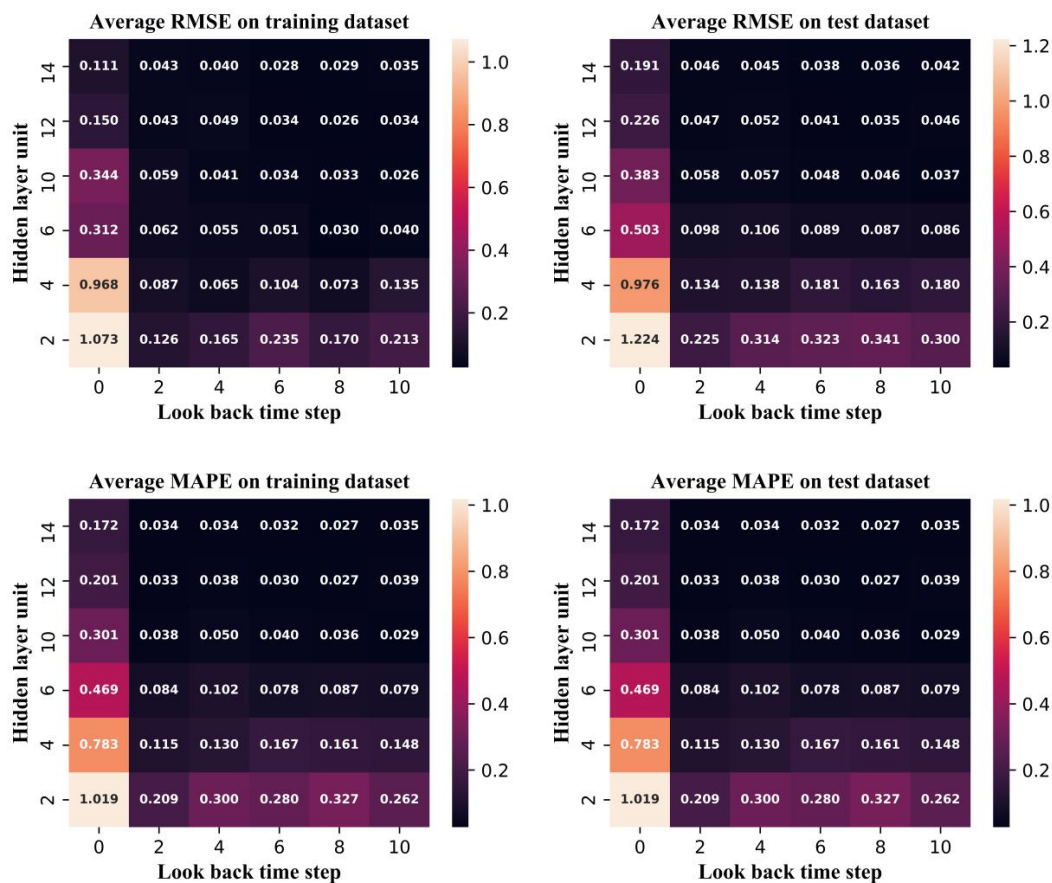 Average RMSE on training dataset
Hidden layer unit
14 0.111 0.043 0.040 0.028 0.029 0.035
12 0.150 0.043 0.049 0.034 0.026 0.034
10 0.344 0.059 0.041 0.034 0.033 0.026
6 0.312 0.062 0.055 0.051 0.030 0.040
4 0.968 0.087 0.065 0.104 0.073 0.135
2 1.073 0.126 0.165 0.235 0.170 0.213
0 2 4 6 8 10
Look back time step
1.0
0.8
0.6
0.4
0.2
Average RMSE on test dataset
Hidden layer unit
14 0.191 0.046 0.045 0.038 0.036 0.042
12 0.226 0.047 0.052 0.041 0.035 0.046
10 0.383 0.058 0.057 0.048 0.046 0.037
6 0.503 0.098 0.106 0.089 0.087 0.086
4 0.976 0.134 0.138 0.181 0.163 0.180
2 1.224 0.225 0.314 0.323 0.341 0.300
0 2 4 6 8 10
Look back time step
1.2
1.0
0.8
0.6
0.4
0.2
Average MAPE on training dataset
Hidden layer unit
14 0.172 0.034 0.034 0.032 0.027 0.035
12 0.201 0.033 0.038 0.030 0.027 0.039
10 0.301 0.038 0.050 0.040 0.036 0.029
6 0.469 0.084 0.102 0.078 0.087 0.079
4 0.783 0.115 0.130 0.167 0.161 0.148
2 1.019 0.209 0.300 0.280 0.327 0.262
0 2 4 6 8 10
Look back time step
1.0
0.8
0.6
0.4
0.2
Average MAPE on test dataset
Hidden layer unit
14 0.172 0.034 0.034 0.032 0.027 0.035
12 0.201 0.033 0.038 0.030 0.027 0.039
10 0.301 0.038 0.050 0.040 0.036 0.029
6 0.469 0.084 0.102 0.078 0.087 0.079
4 0.783 0.115 0.130 0.167 0.161 0.148
2 1.019 0.209 0.300 0.280 0.327 0.262
0 2 4 6 8 10
Look back time step
1.0
0.8
0.6
0.4
0.2